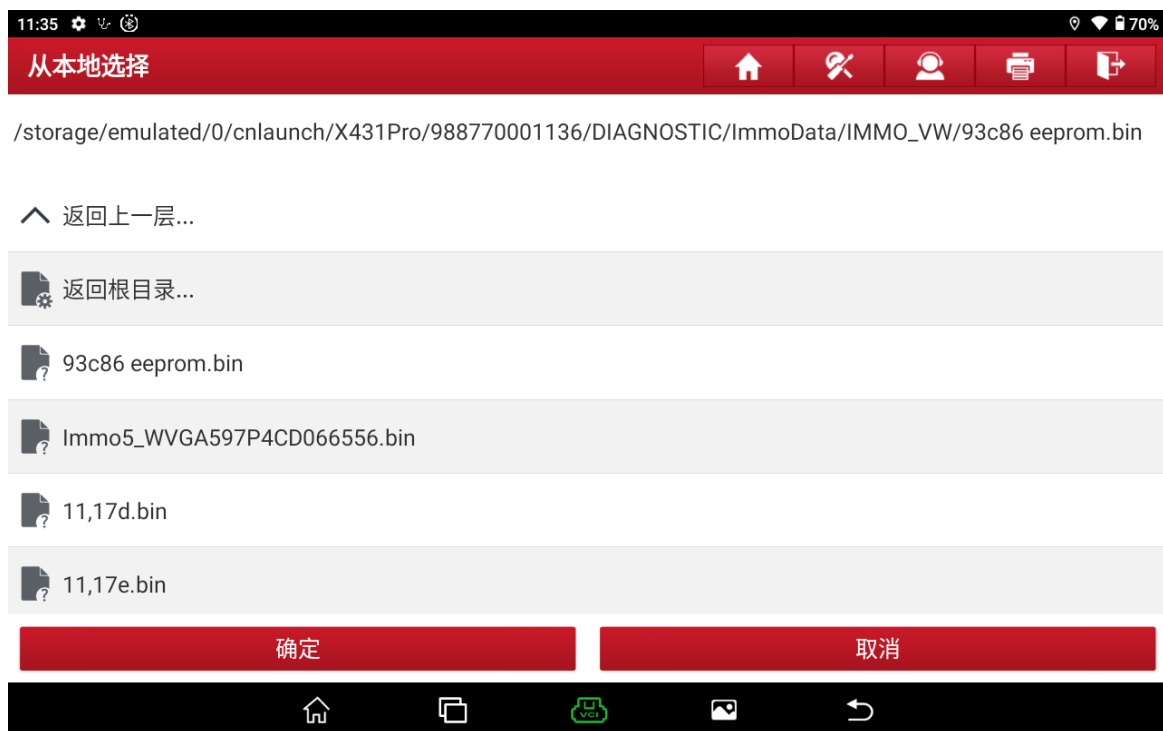 11:35
70%
从本地选择
/storage/emulated/0/cnlaunch/X431Pro/988770001136/DIAGNOSTIC/ImmoData/IMMO_VW/93c86 eeprom.bin
返回上一层...
返回根目录...
93c86 eeprom.bin
Immo5_WVGA597P4CD066556.bin
11,17d.bin
11,17e.bin
确定
取消
VCI